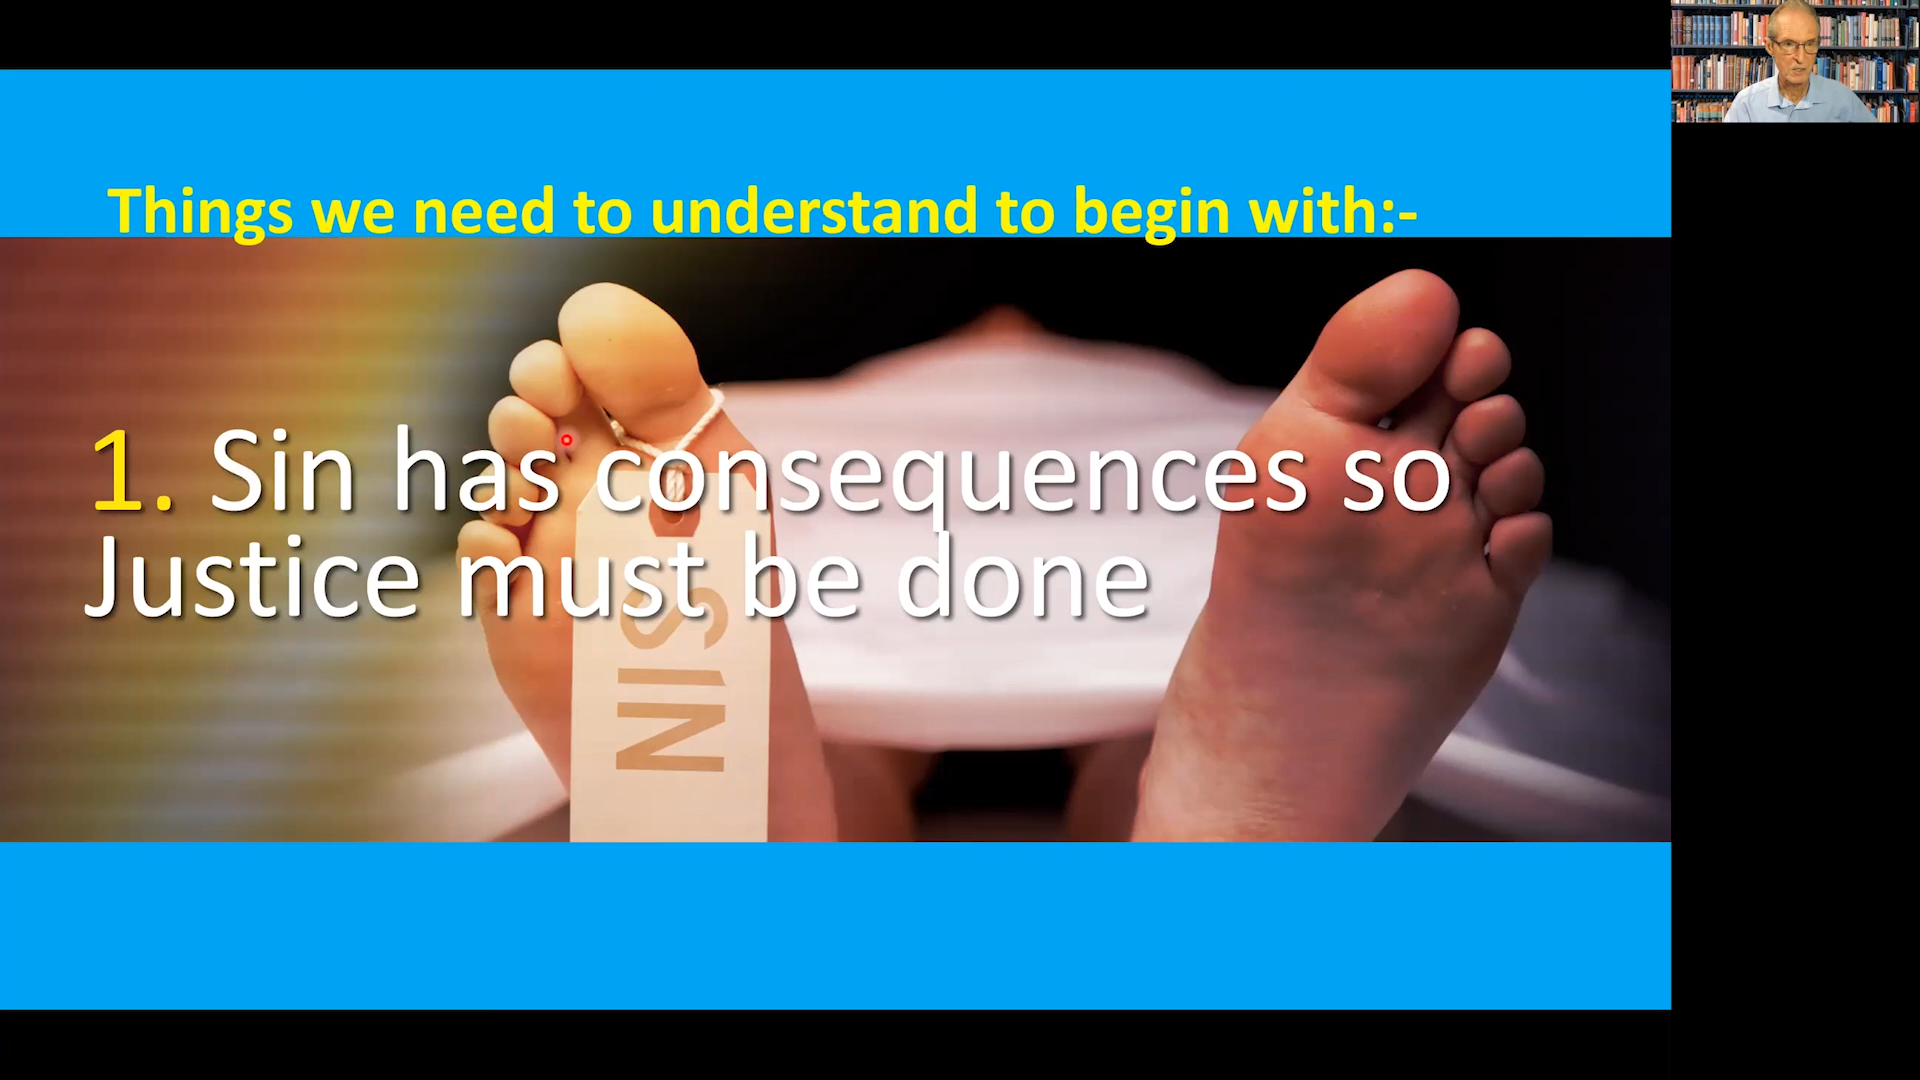 Things we need to understand to begin with:-
1. Sin has consequences so
Justice must be done
SIN